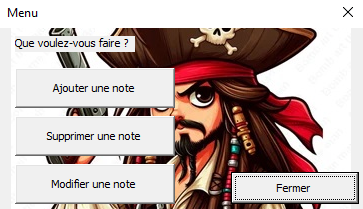 Menu
Que voulez-vous faire ?
Ajouter une note
Supprimer une note
Modifier une note
Fermer